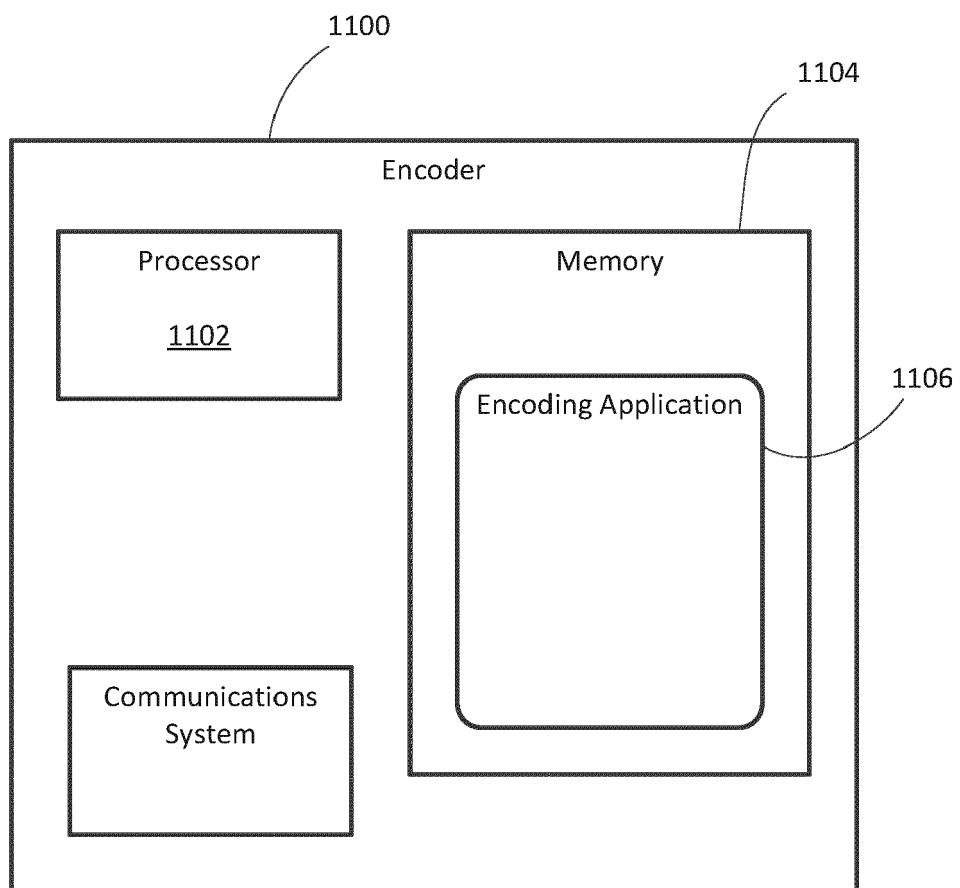 1100
1104
Encoder
Processor
Memory
1102
1106
Encoding Application
Communications
System